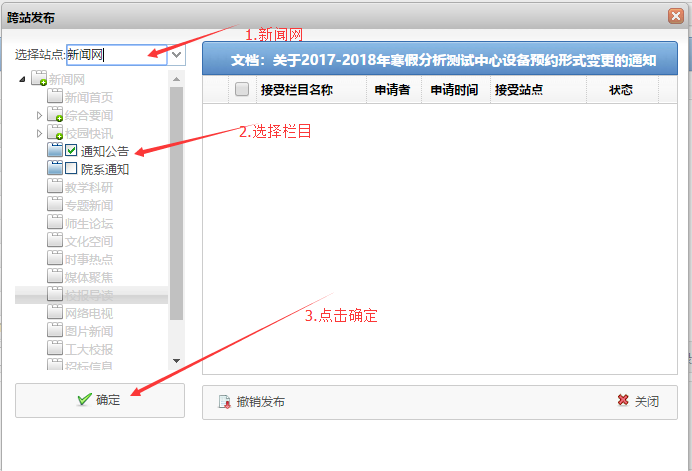 跨站发布
1.新闻网
选择站点:新闻网
文档：关于2017-2018年寒假分析测试中心设备预约形式变更的通知
新闻网
接受栏目名称 申请者 申请时间 接受站点 状态
新闻首页
综合要闻
校园快讯
2.选择栏目
通知公告
院系通知
教学科研
专题新闻
师生论坛
文化空间
时事热点
媒体聚焦
校报导读
3.点击确定
网络电视
图片新闻
工大校报
招标信息
确定
撤销发布
关闭